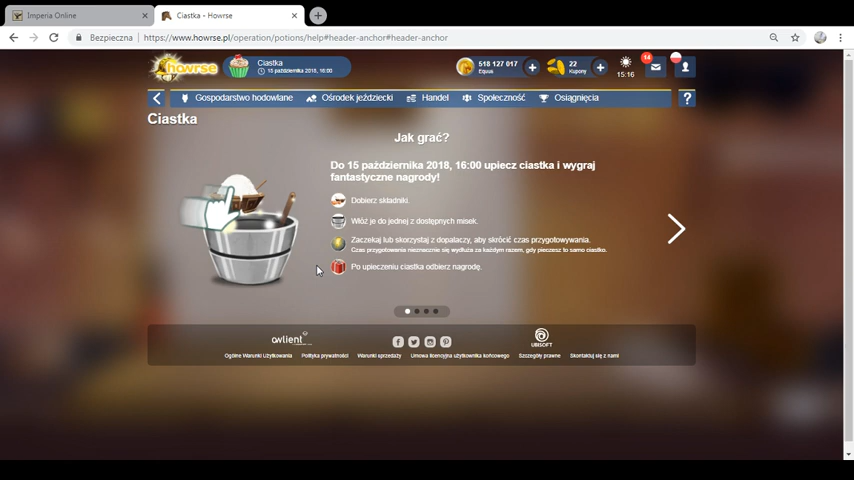 Imperia Online
Ciastka - Howrse
Bezpieczna
https://www.howrse.pl/operation/potions/help#header-anchor#header-anchor
howrse
Ciastka
15 października 2018, 16:00
518 127 017
Equus
22
Kupony
15:16
14
Gospodarstwo hodowlane
Ośrodek jeździecki
Handel
Społeczność
Osiągnięcia
?
Ciastka
Jak grać?
Do 15 października 2018, 16:00 upiecz ciastka i wygraj
fantastyczne nagrody!
Dobierz składniki.
Włóż je do jednej z dostępnych misek.
Zaczekaj lub skorzystaj z dopalaczy, aby skrócić czas przygotowywania.
Czas przygotowania nieznacznie się wydłuża za każdym razem, gdy pieczesz to samo ciastko.
Po upieczeniu ciastka odbierz nagrodę.
owlient
UBISOFT
Ogólne Warunki Użytkowania
Polityka prywatności
Warunki sprzedaży
Umowa licencyjna użytkownika końcowego
Szczegóły prawne
Skontaktuj się z nami